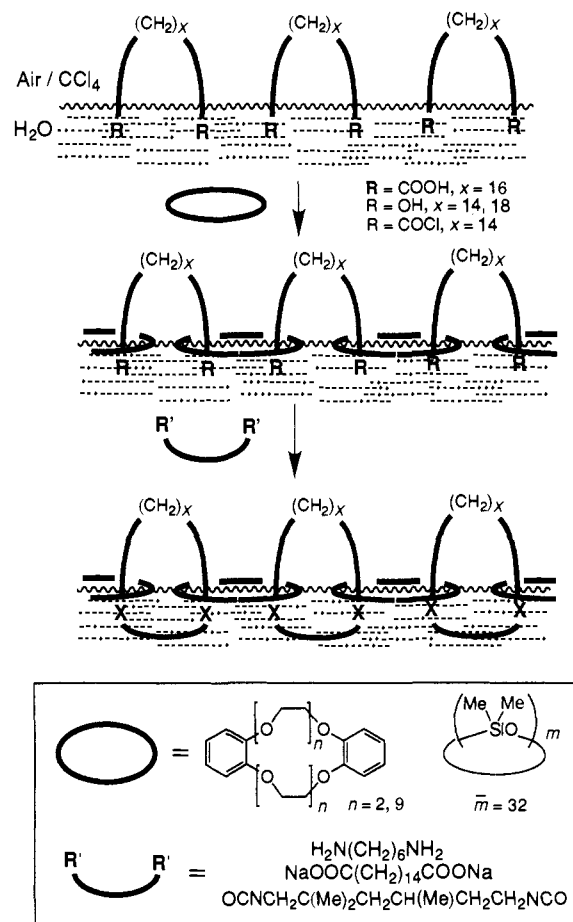 (CH₂)ₓ (CH₂)ₓ (CH₂)ₓ
Air / CCl₄
H₂O
R R R R R R
R = COOH, x = 16
R = OH, x = 14, 18
R = COCl, x = 14
(CH₂)ₓ (CH₂)ₓ (CH₂)ₓ
R R R R R R
R' R'
(CH₂)ₓ (CH₂)ₓ (CH₂)ₓ
X X X X X X
= O O n O O n n = 2, 9
Me Me SiO m
m̄ = 32
R' R' =
H₂N(CH₂)₆NH₂
NaOOC(CH₂)₁₄COONa
OCNCH₂C(Me)₂CH₂CH(Me)CH₂CH₂NCO